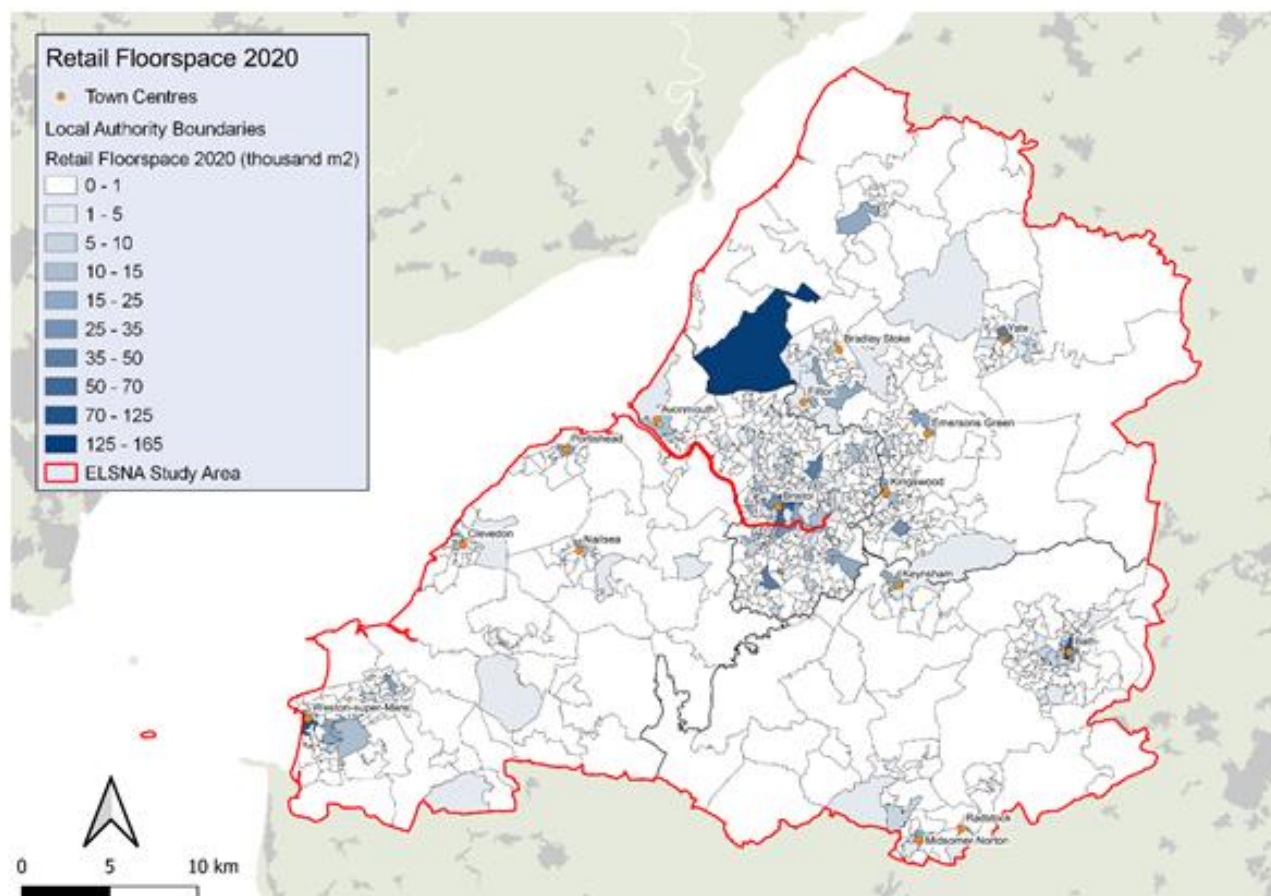 Retail Floorspace 2020
Town Centres
Local Authority Boundaries
Retail Floorspace 2020 (thousand m2)
0 - 1
1 - 5
5 - 10
10 - 15
15 - 25
25 - 35
35 - 50
50 - 70
70 - 125
125 - 165
ELSNA Study Area
Yate
Bradley Stoke
Filton
Avonmouth
Emersons Green
Portishead
Kingswood
Bristol
Clevedon
Nailsea
Keynsham
Bath
Weston-super-Mare
Radstock
Midsomer Norton
0 5 10 km